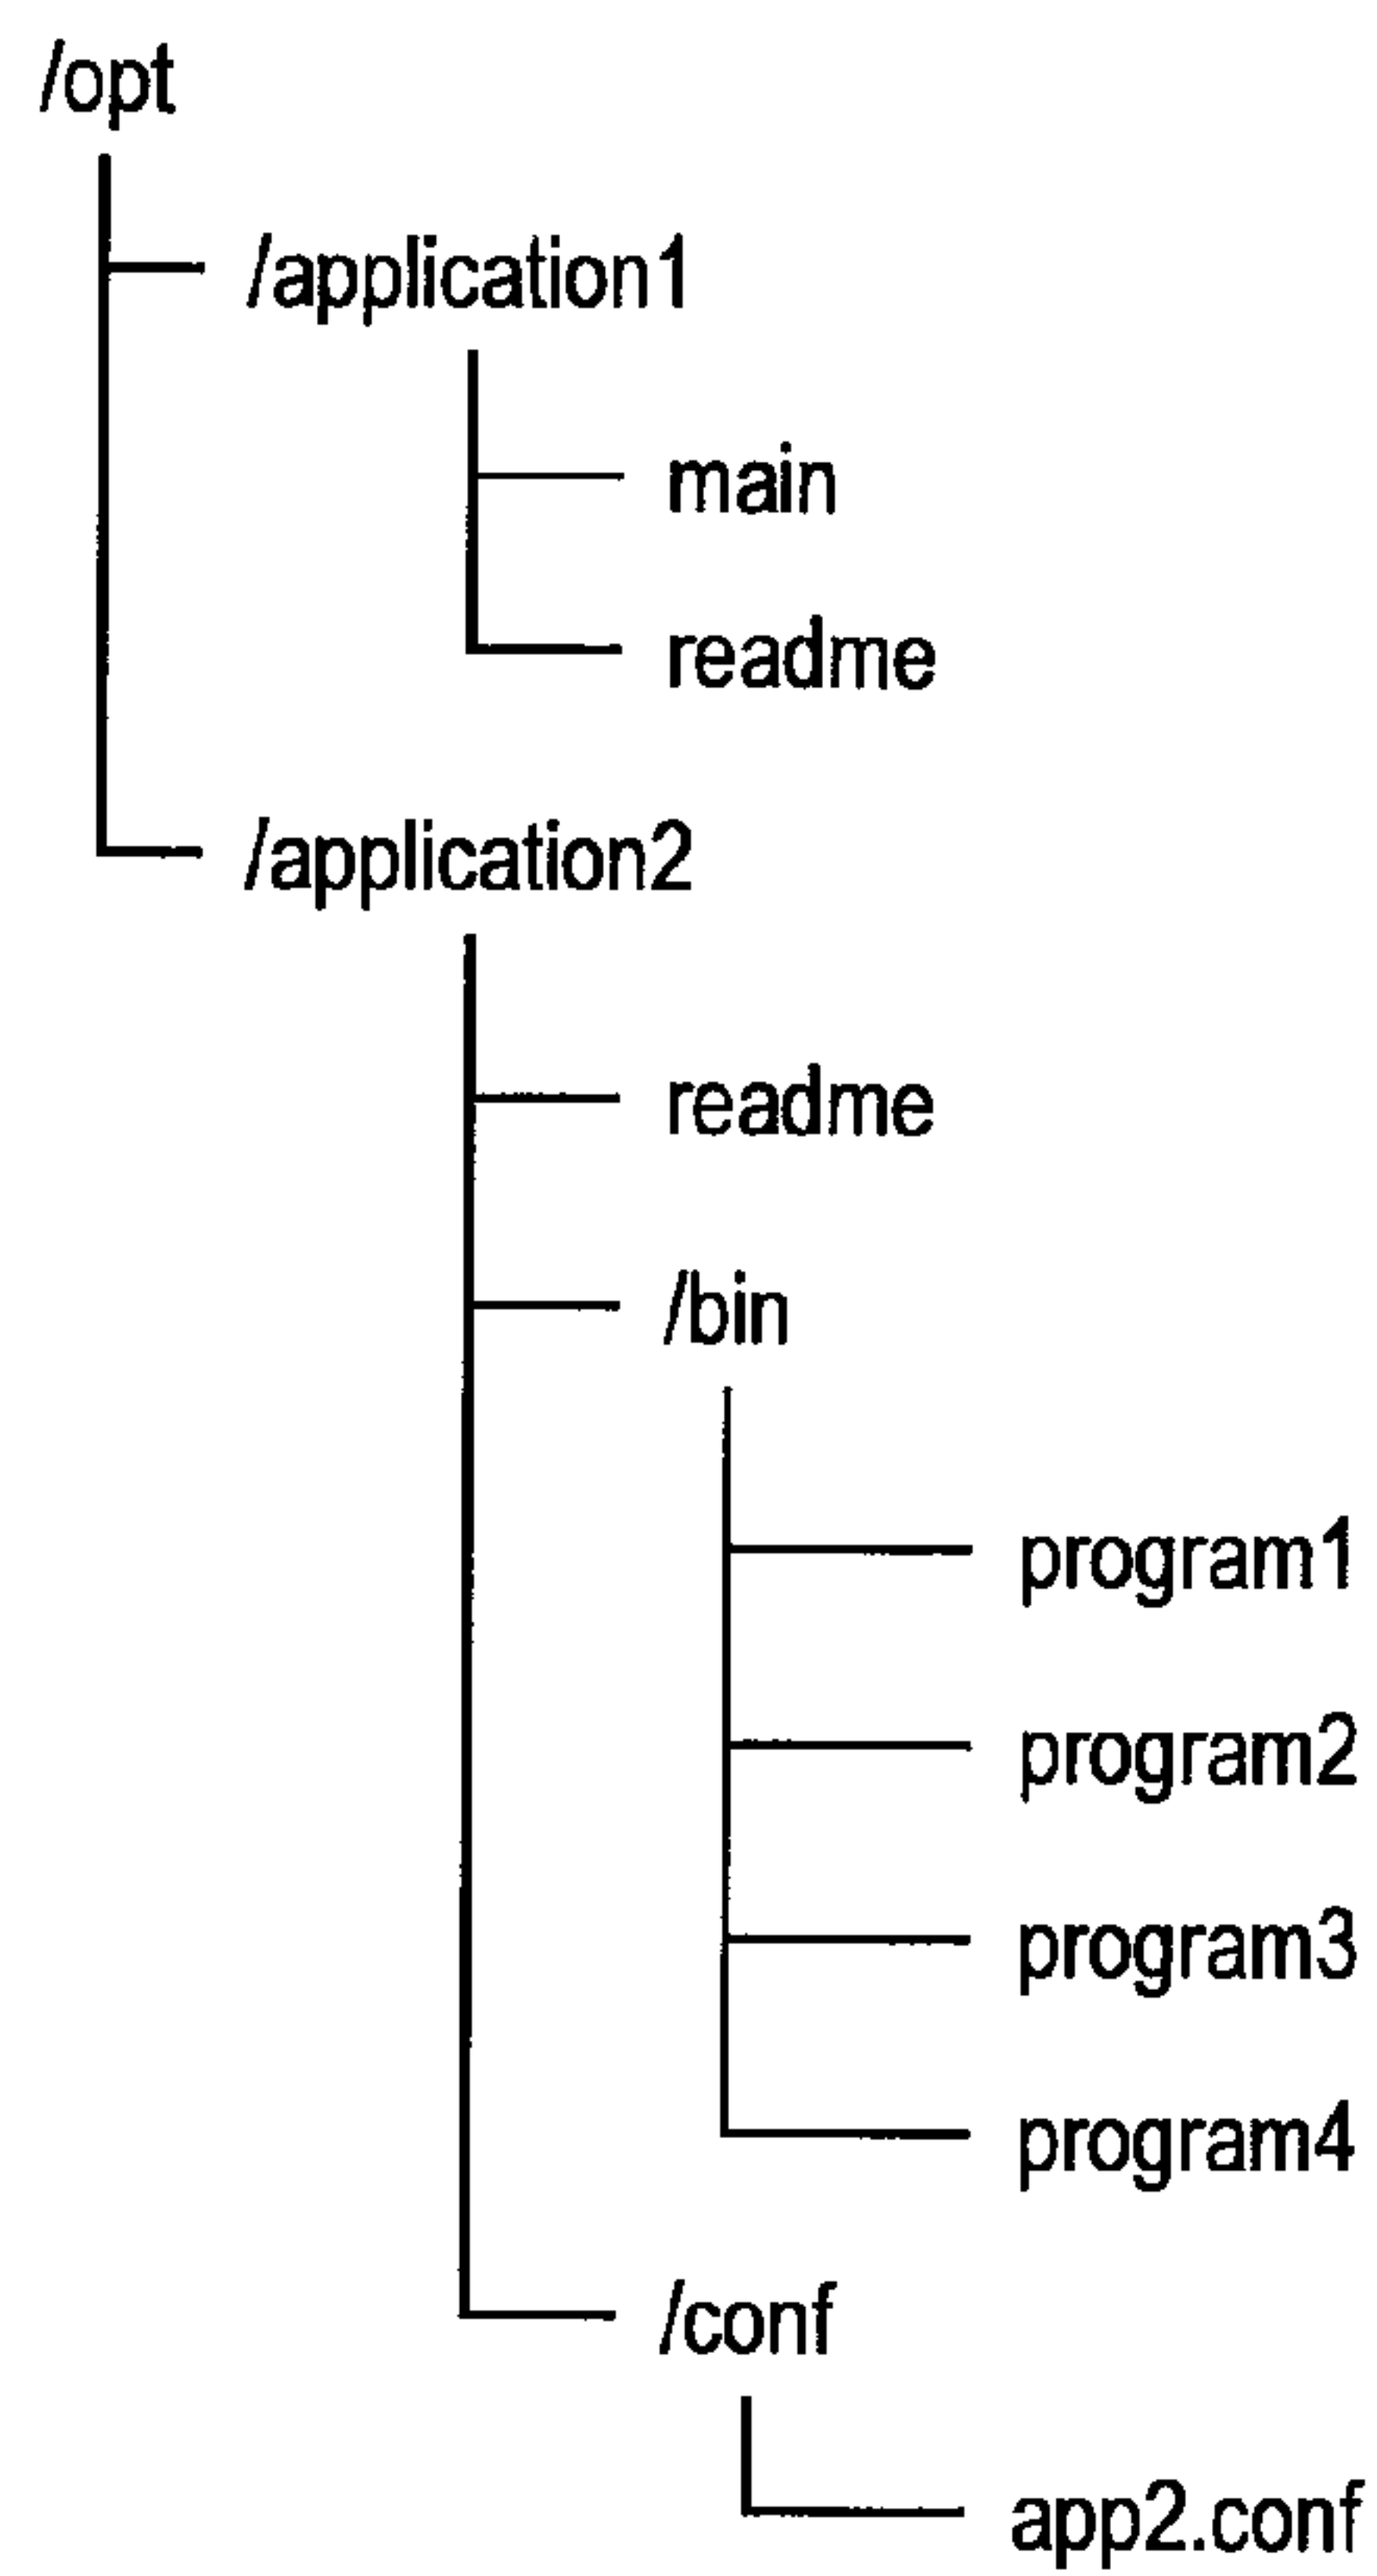 /opt
/application1
main
readme
/application2
readme
/bin
program1
program2
program3
program4
/conf
app2.conf